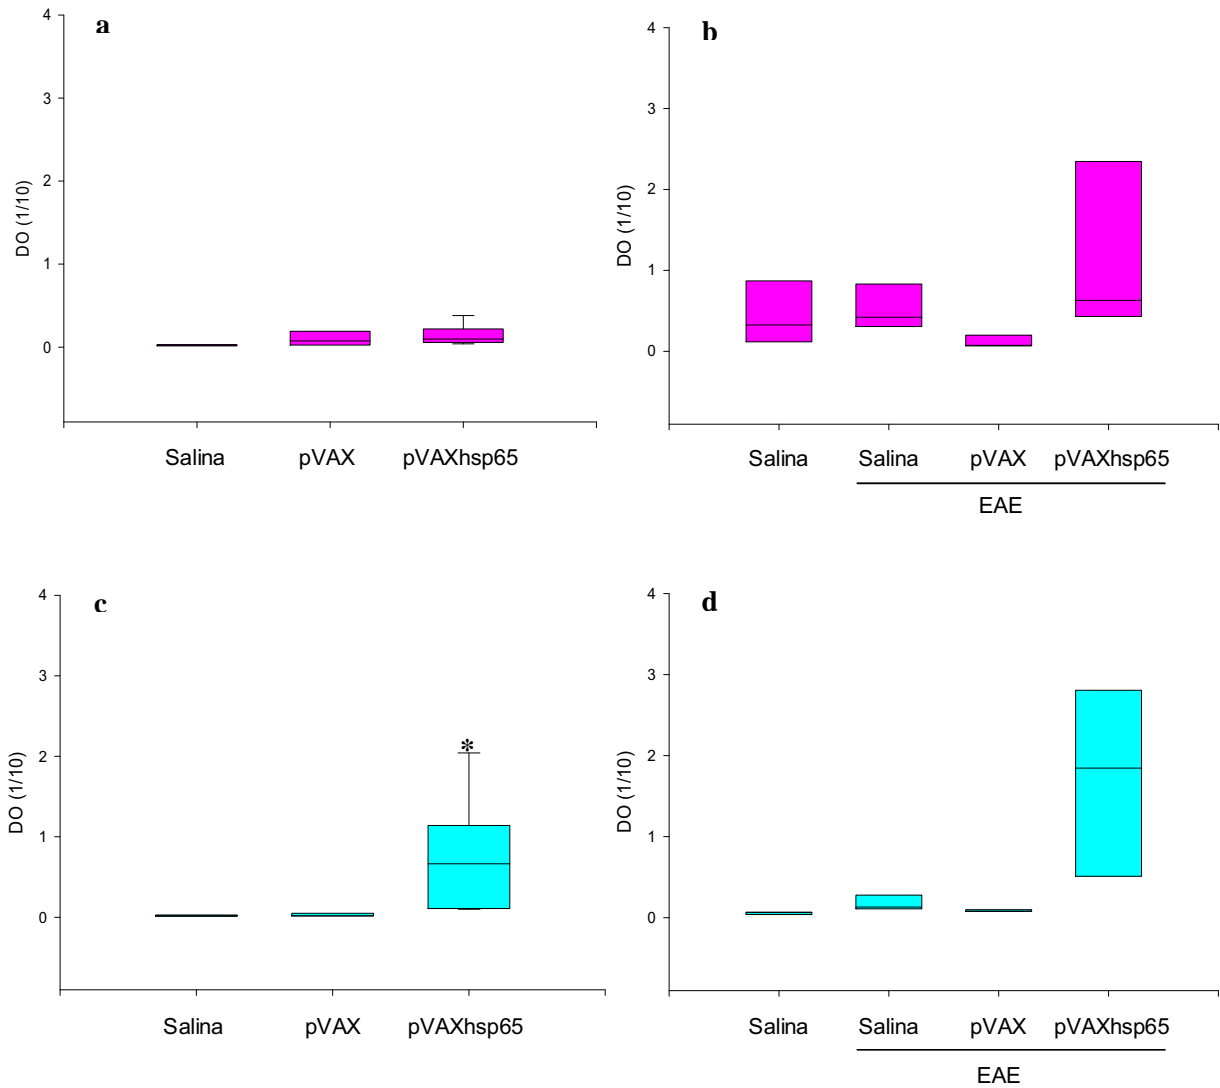 a
4
3
2
1
0
DO (1/10)
Salina pVAX pVAXhsp65
b
4
3
2
1
0
DO (1/10)
Salina Salina pVAX pVAXhsp65
EAE
c
4
3
2
1
0
DO (1/10)
*
Salina pVAX pVAXhsp65
d
4
3
2
1
0
DO (1/10)
Salina Salina pVAX pVAXhsp65
EAE